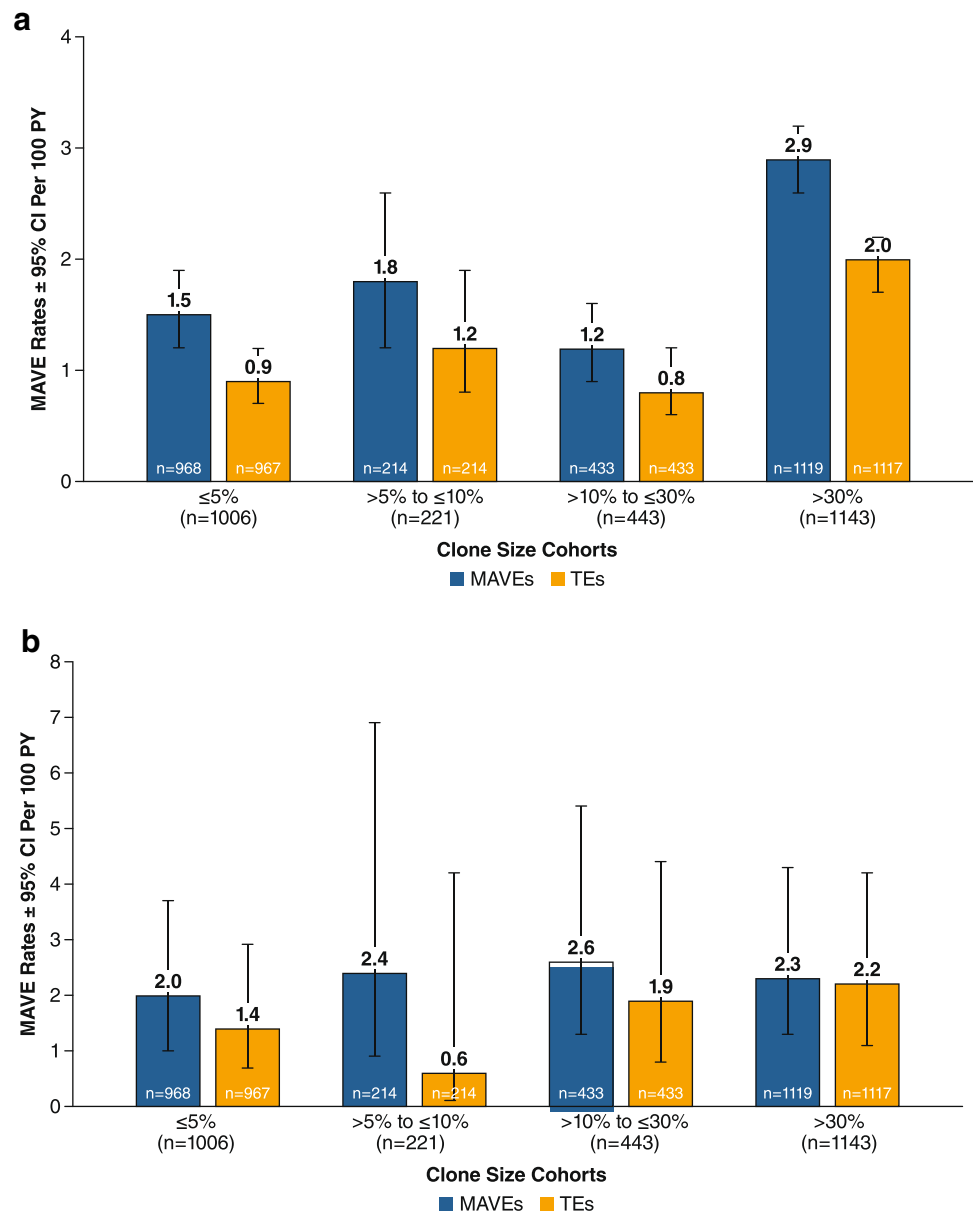 a
MAVE Rates ± 95% CI Per 100 PY
4
3
2
1
0
1.5
0.9
1.8
1.2
1.2
0.8
2.9
2.0
n=968
n=967
n=214
n=214
n=433
n=433
n=1119
n=1117
≤5%
(n=1006)
>5% to ≤10%
(n=221)
>10% to ≤30%
(n=443)
>30%
(n=1143)
Clone Size Cohorts
MAVEs TEs
b
MAVE Rates ± 95% CI Per 100 PY
8
7
6
5
4
3
2
1
0
2.0
1.4
2.4
0.6
2.6
1.9
2.3
2.2
n=968
n=967
n=214
n=214
n=433
n=433
n=1119
n=1117
≤5%
(n=1006)
>5% to ≤10%
(n=221)
>10% to ≤30%
(n=443)
>30%
(n=1143)
Clone Size Cohorts
MAVEs TEs